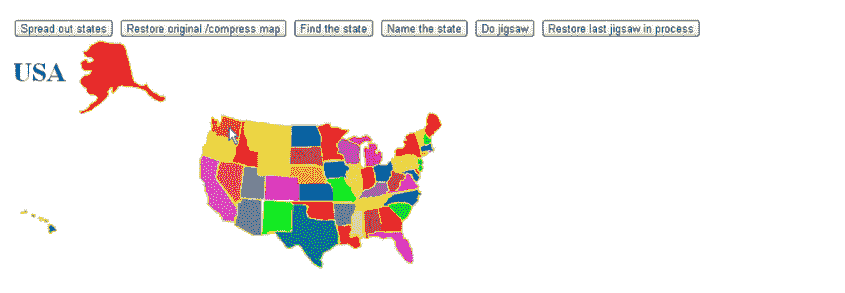 Spread out states Restore original /compress map Find the state Name the state Do jigsaw Restore last jigsaw in process
USA